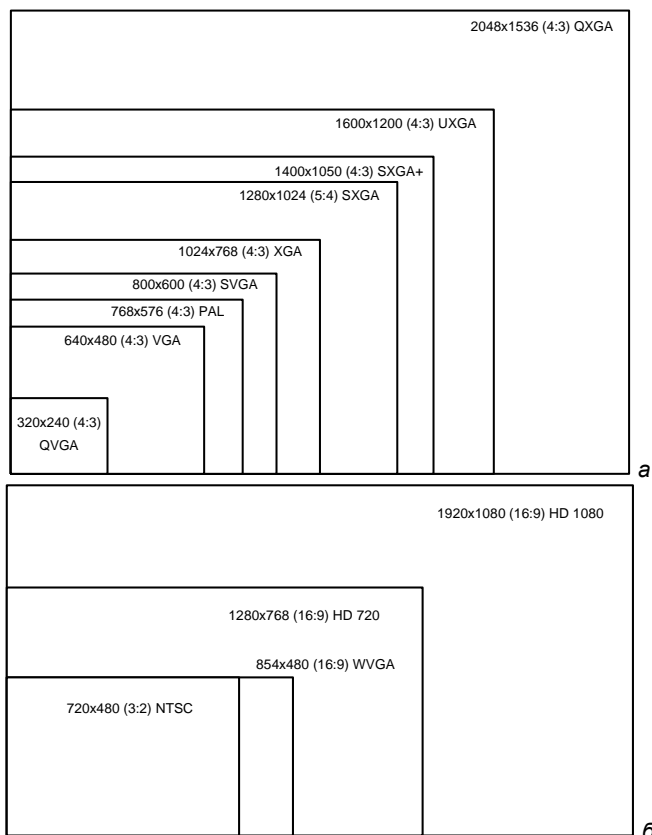 2048x1536 (4:3) QXGA
1600x1200 (4:3) UXGA
1400x1050 (4:3) SXGA+
1280x1024 (5:4) SXGA
1024x768 (4:3) XGA
800x600 (4:3) SVGA
768x576 (4:3) PAL
640x480 (4:3) VGA
320x240 (4:3)
QVGA
а
1920x1080 (16:9) HD 1080
1280x768 (16:9) HD 720
854x480 (16:9) WVGA
720x480 (3:2) NTSC
б